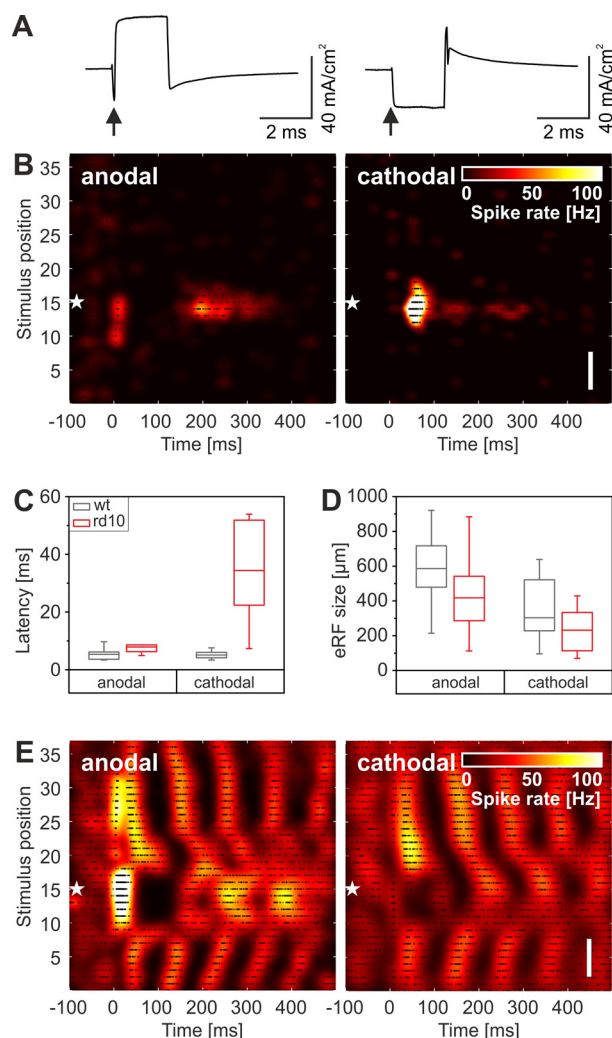 A
2 ms
40 mA/cm²
2 ms
40 mA/cm²
B
anodal
cathodal
0 50 100
Spike rate [Hz]
Stimulus position
35
30
25
20
15
10
5
-100 0 100 200 300 400
Time [ms]
-100 0 100 200 300 400
Time [ms]
C
wt
rd10
Latency [ms]
60
40
20
0
anodal
cathodal
D
eRF size [µm]
1000
800
600
400
200
0
anodal
cathodal
E
anodal
cathodal
0 50 100
Spike rate [Hz]
Stimulus position
35
30
25
20
15
10
5
-100 0 100 200 300 400
Time [ms]
-100 0 100 200 300 400
Time [ms]